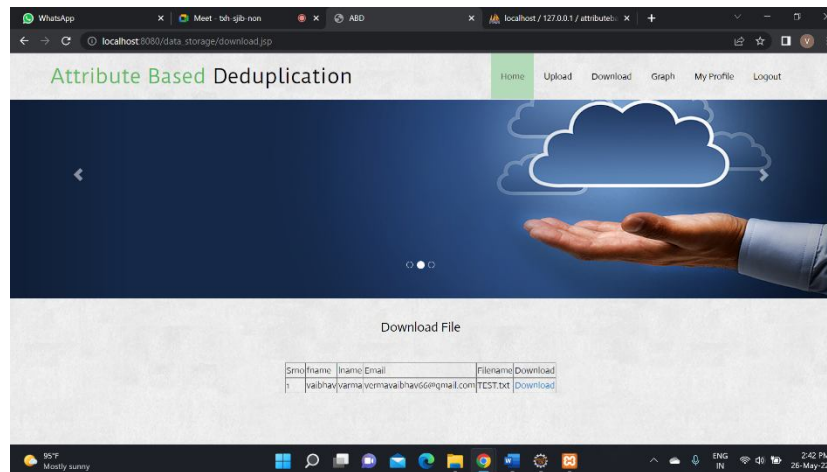 WhatsApp
Meet - txh-sjib-non
ABD
localhost / 127.0.0.1 / attributeba
localhost:8080/data_storage/download.jsp
Attribute Based Deduplication
Home Upload Download Graph My Profile Logout
Download File
Srno fname lname Email Filename Download
1 vaibhav varma vermavaibhav66@gmail.com TEST.txt Download
95°F
Mostly sunny
ENG
IN
2:42 PM
26-May-22